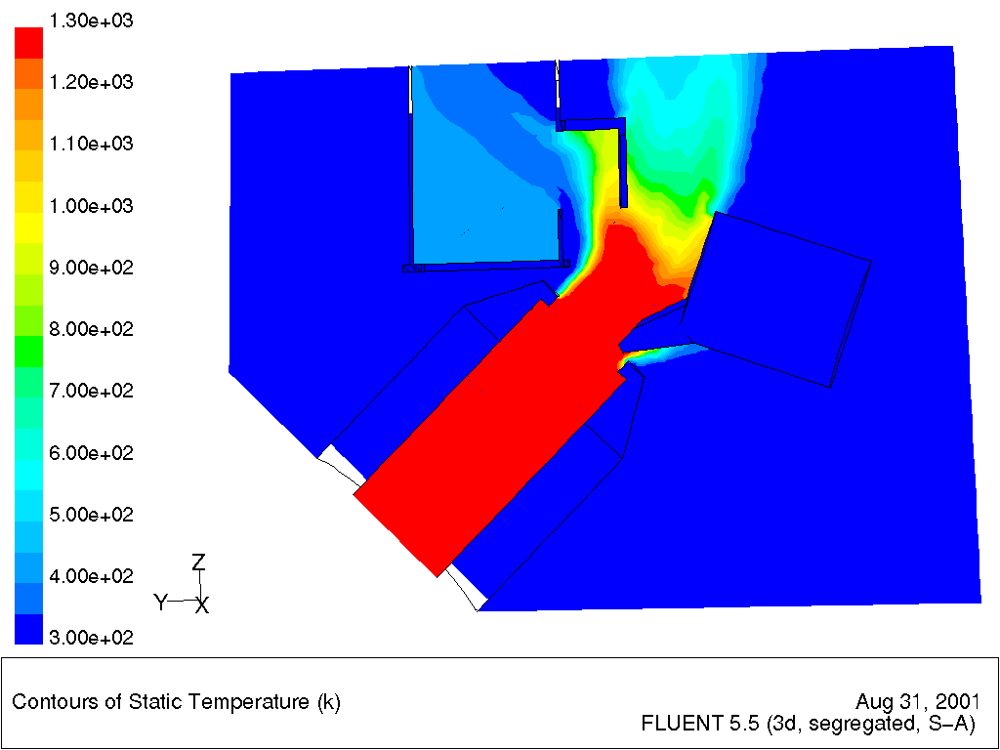 1.30e+03
1.20e+03
1.10e+03
1.00e+03
9.00e+02
8.00e+02
7.00e+02
6.00e+02
5.00e+02
4.00e+02
3.00e+02
Z
Y
X
Contours of Static Temperature (k)
Aug 31, 2001
FLUENT 5.5 (3d, segregated, S−A)